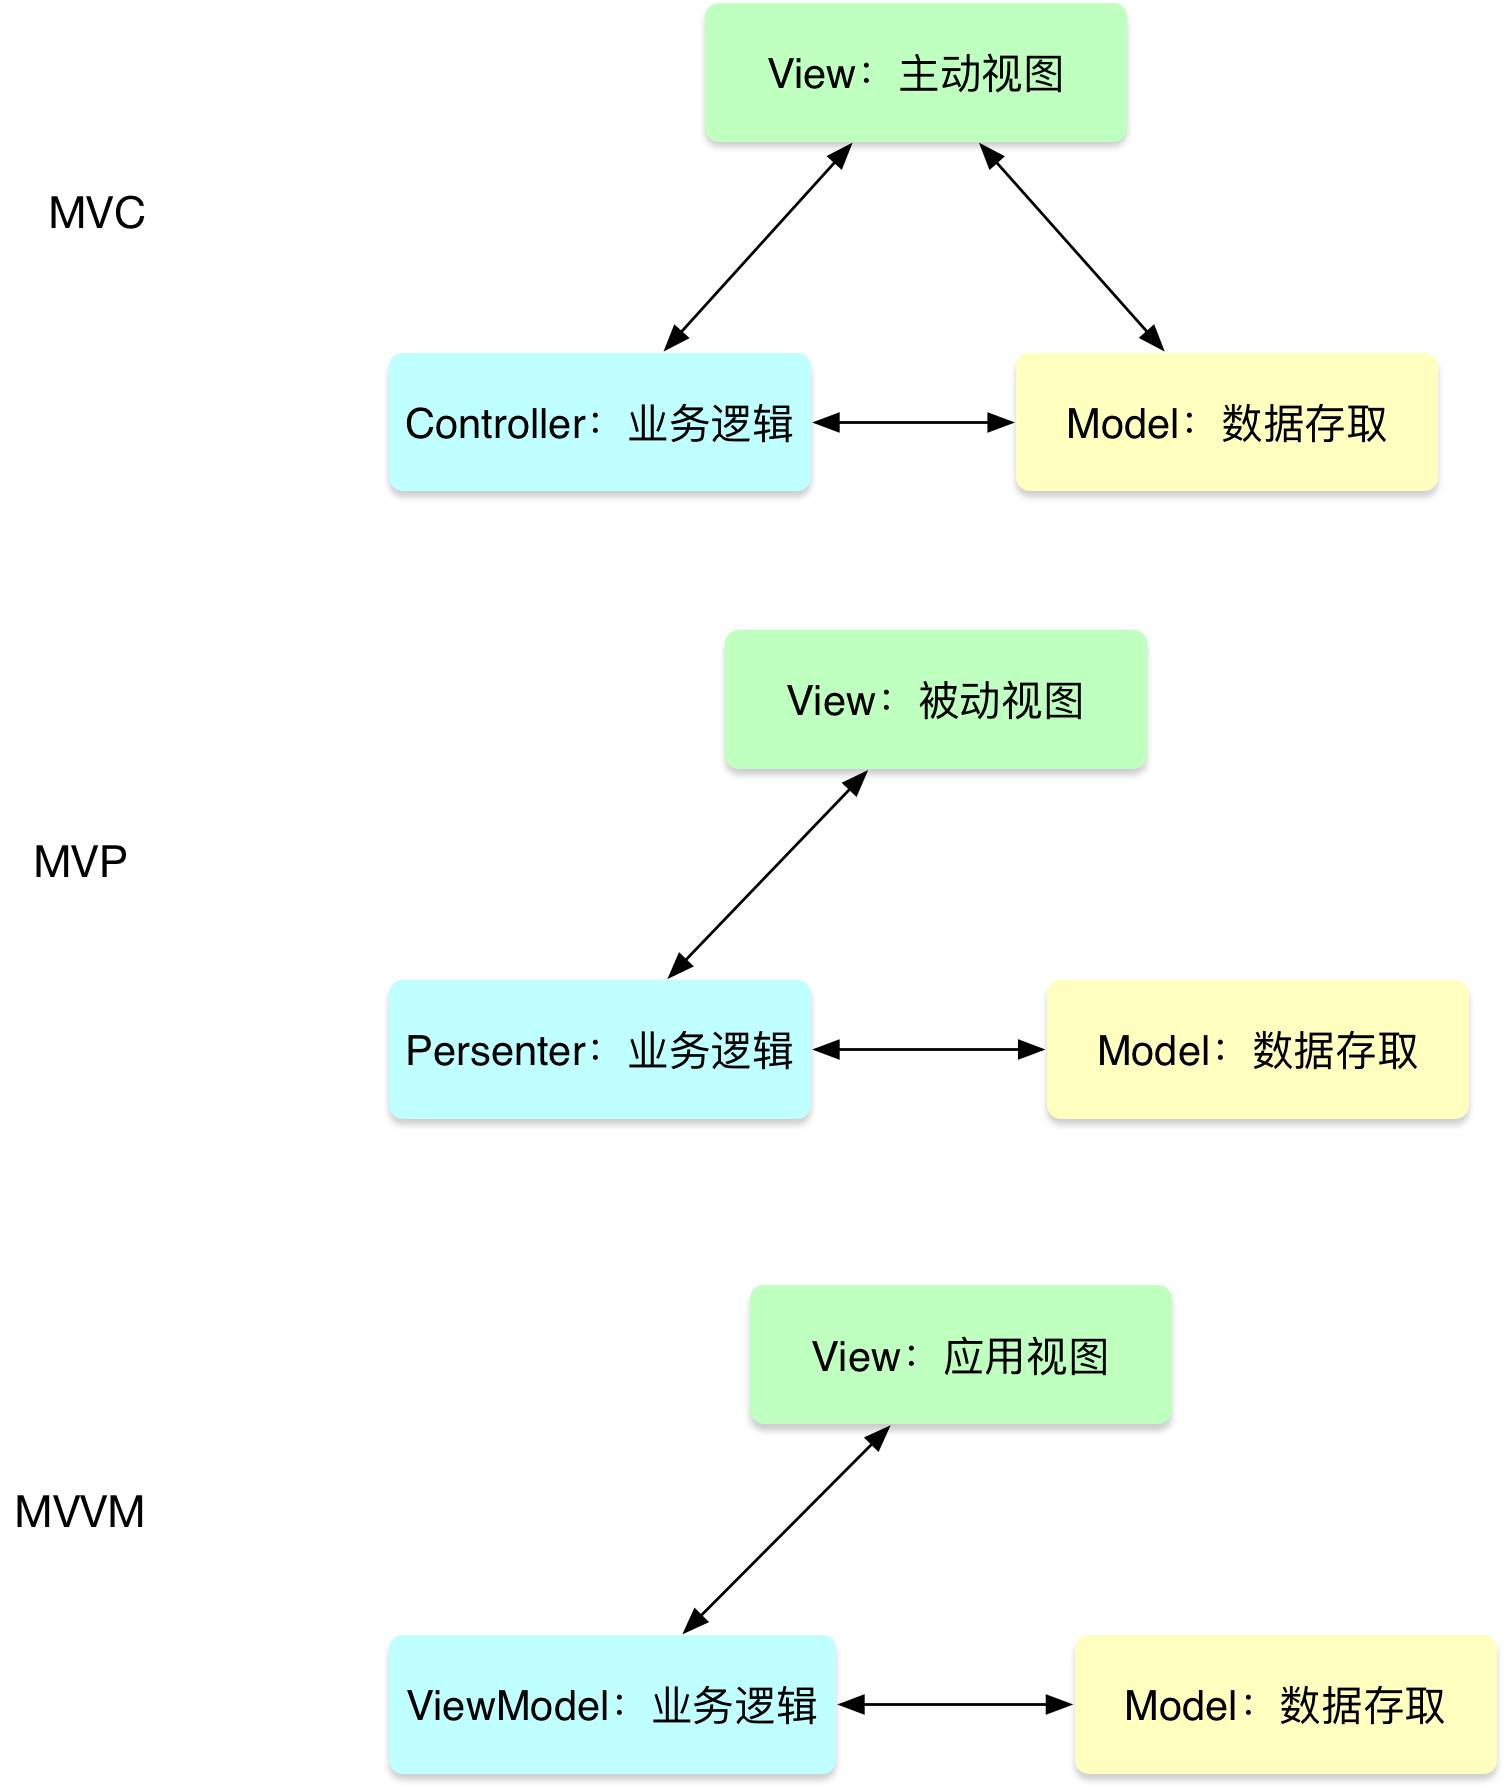 View：主动视图
MVC
Controller：业务逻辑
Model：数据存取
View：被动视图
MVP
Persenter：业务逻辑
Model：数据存取
View：应用视图
MVVM
ViewModel：业务逻辑
Model：数据存取